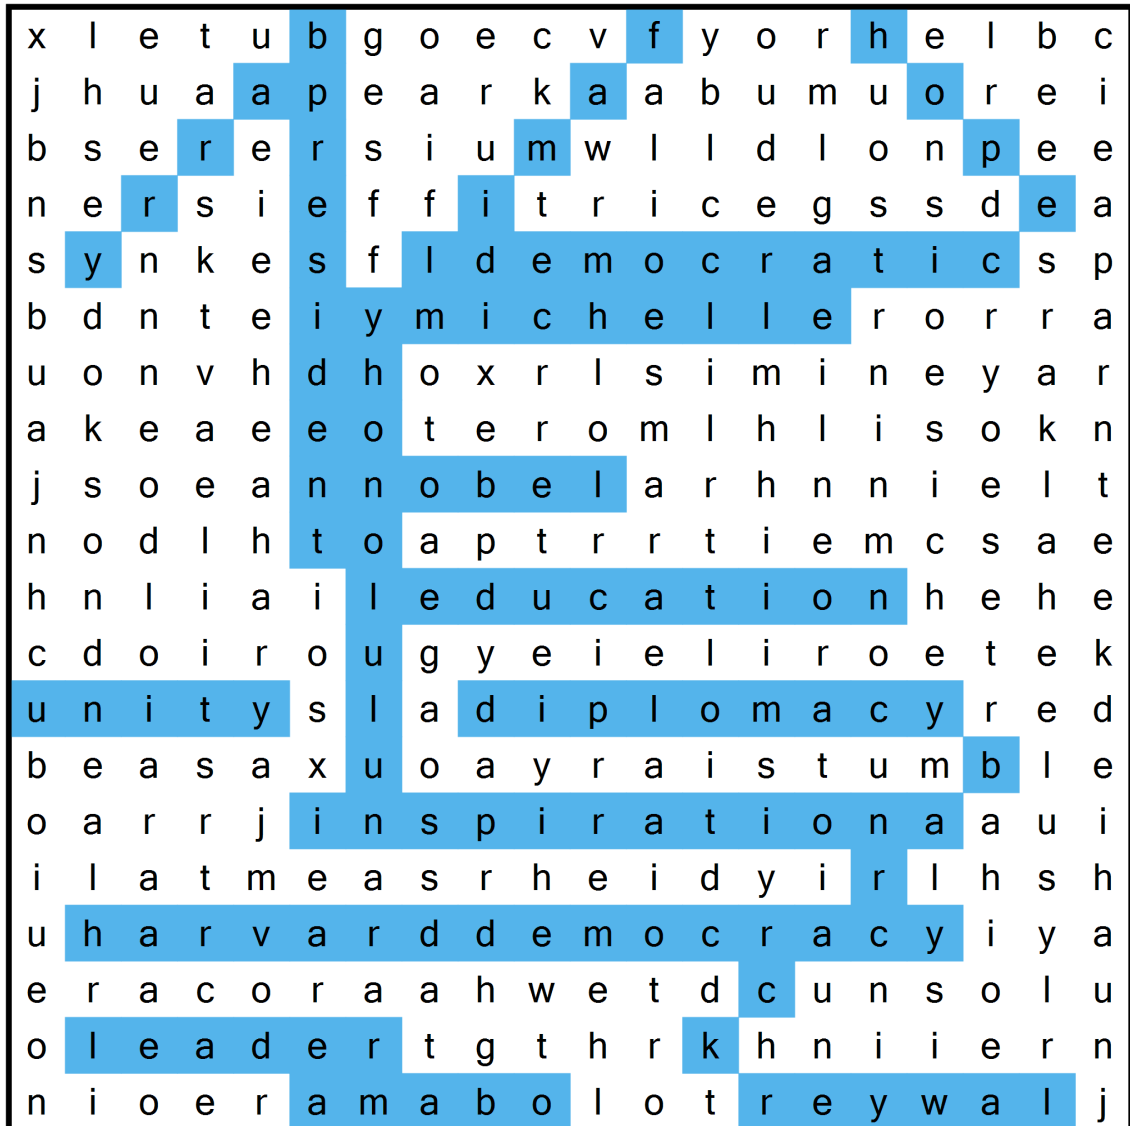 x l e t u b g o e c v f y o r h e l b c
j h u a a p e a r k a a b u m u o r e i
b s e r e r s i u m w l l d l o n p e e
n e r s i e f f i t r i c e g s s d e a
s y n k e s f l d e m o c r a t i c s p
b d n t e i y m i c h e l l e r o r r a
u o n v h d h o x r l s i m i n e y a r
a k e a e e o t e r o m l h l i s o k n
j s o e a n n o b e l a r h n n i e l t
n o d l h t o a p t r r t i e m c s a e
h n l i a i l e d u c a t i o n h e h e
c d o i r o u g y e i e l i r o e t e k
u n i t y s l a d i p l o m a c y r e d
b e a s a x u o a y r a i s t u m b l e
o a r r j i n s p i r a t i o n a a u i
i l a t m e a s r h e i d y i r l h s h
u h a r v a r d d e m o c r a c y i y a
e r a c o r a a h w e t d c u n s o l u
o l e a d e r t g t h r k h n i i e r n
n i o e r a m a b o l o t r e y w a l j